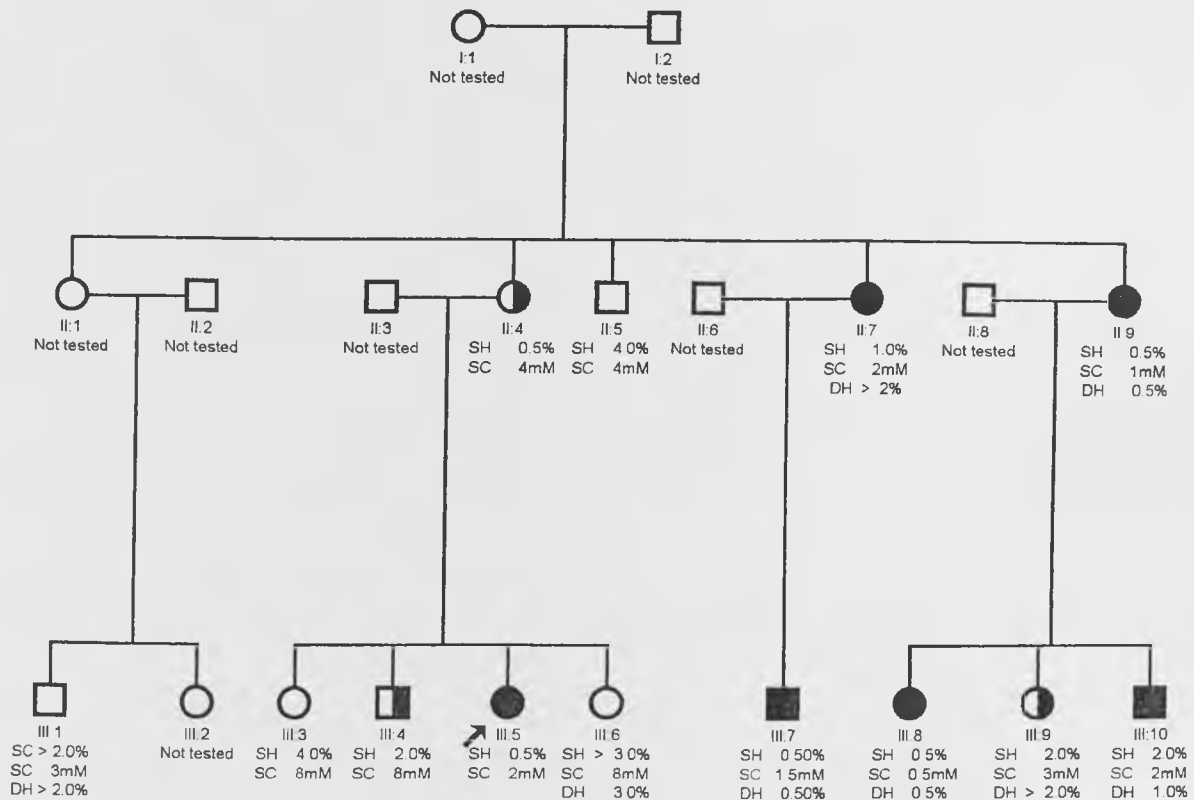 I:1
Not tested
I:2
Not tested
II:1
Not tested
II:2
Not tested
II:3
Not tested
II:4
SH 0.5%
SC 4mM
II:5
SH 4.0%
SC 4mM
II:6
Not tested
II:7
SH 1.0%
SC 2mM
DH > 2%
II:8
Not tested
II 9
SH 0.5%
SC 1mM
DH 0.5%
III 1
SC > 2.0%
SC 3mM
DH > 2.0%
III:2
Not tested
III:3
SH 4 0%
SC 8mM
III:4
SH 2.0%
SC 8mM
III:5
SH 0.5%
SC 2mM
III:6
SH > 3.0%
SC 8mM
DH 3.0%
III:7
SH 0.50%
SC 1 5mM
DH 0.50%
III:8
SH 0 5%
SC 0 5mM
DH 0 5%
III:9
SH 2.0%
SC 3mM
DH > 2.0%
III:10
SH 2.0%
SC 2mM
DH 1.0%